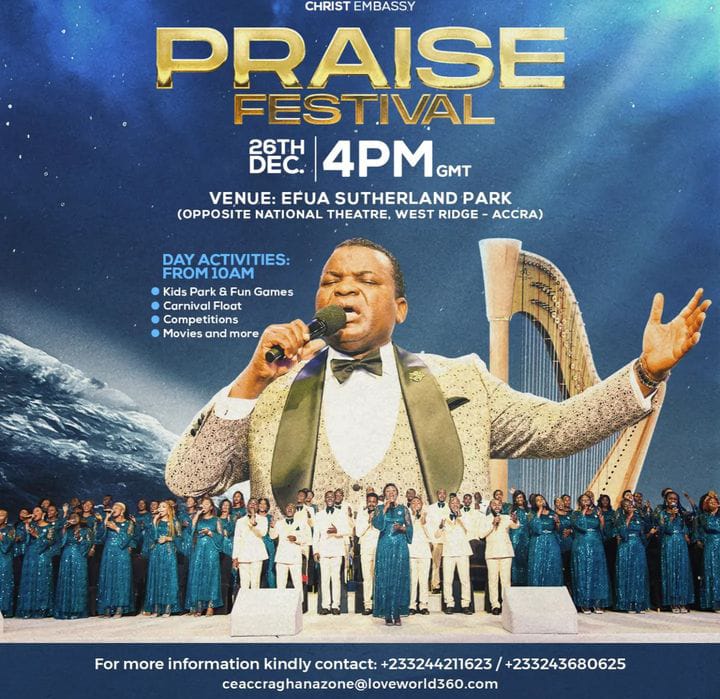 CHRIST EMBASSY
PRAISE
FESTIVAL
26TH DEC. | 4PM GMT
VENUE: EFUA SUTHERLAND PARK
(OPPOSITE NATIONAL THEATRE, WEST RIDGE - ACCRA)
DAY ACTIVITIES:
FROM 10AM
Kids Park & Fun Games
Carnival Float
Competitions
Movies and more
For more information kindly contact: +233244211623 / +233243680625
ceaccraghanazone@loveworld360.com